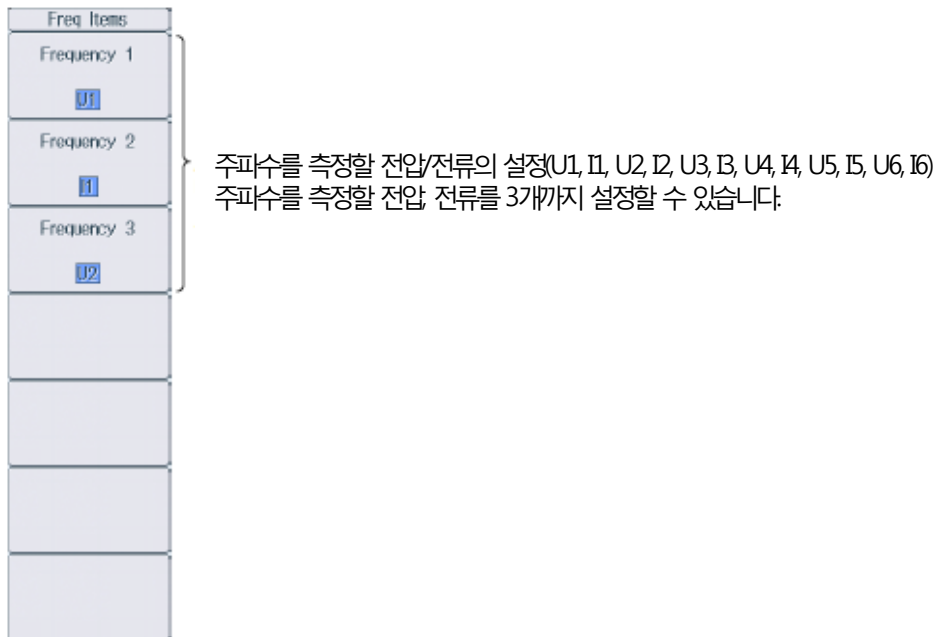 Freq Items
Frequency 1
U1
Frequency 2
I1
Frequency 3
U2
주파수를 측정할 전압/전류의 설정(U1, I1, U2, I2, U3, I3, U4, I4, U5, I5, U6, I6)
주파수를 측정할 전압, 전류를 3개까지 설정할 수 있습니다.